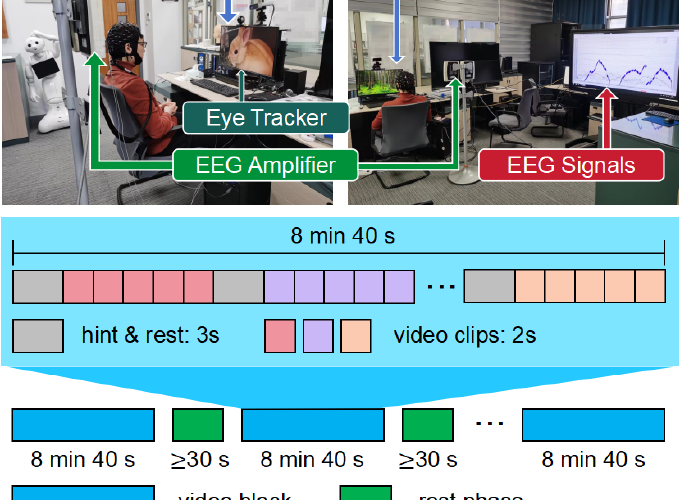 Eye Tracker
EEG Amplifier
EEG Signals
8 min 40 s
...
hint & rest: 3s
video clips: 2s
...
8 min 40 s
≥30 s
8 min 40 s
≥30 s
8 min 40 s
video block
rest phase